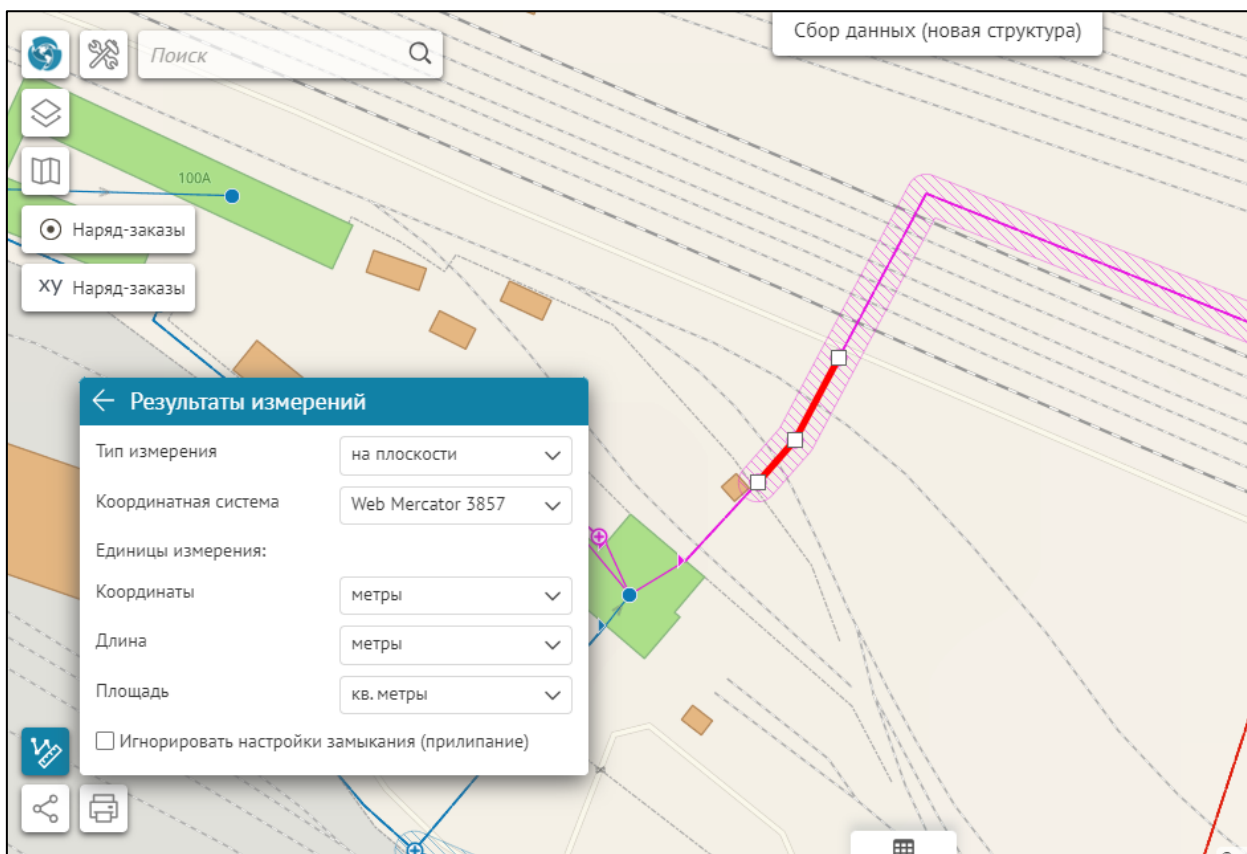 Сбор данных (новая структура)
Поиск
100А
Наряд-заказы
xy Наряд-заказы
Результаты измерений
Тип измерения
на плоскости
Координатная система
Web Mercator 3857
Единицы измерения:
Координаты
метры
Длина
метры
Площадь
кв. метры
Игнорировать настройки замыкания (прилипание)